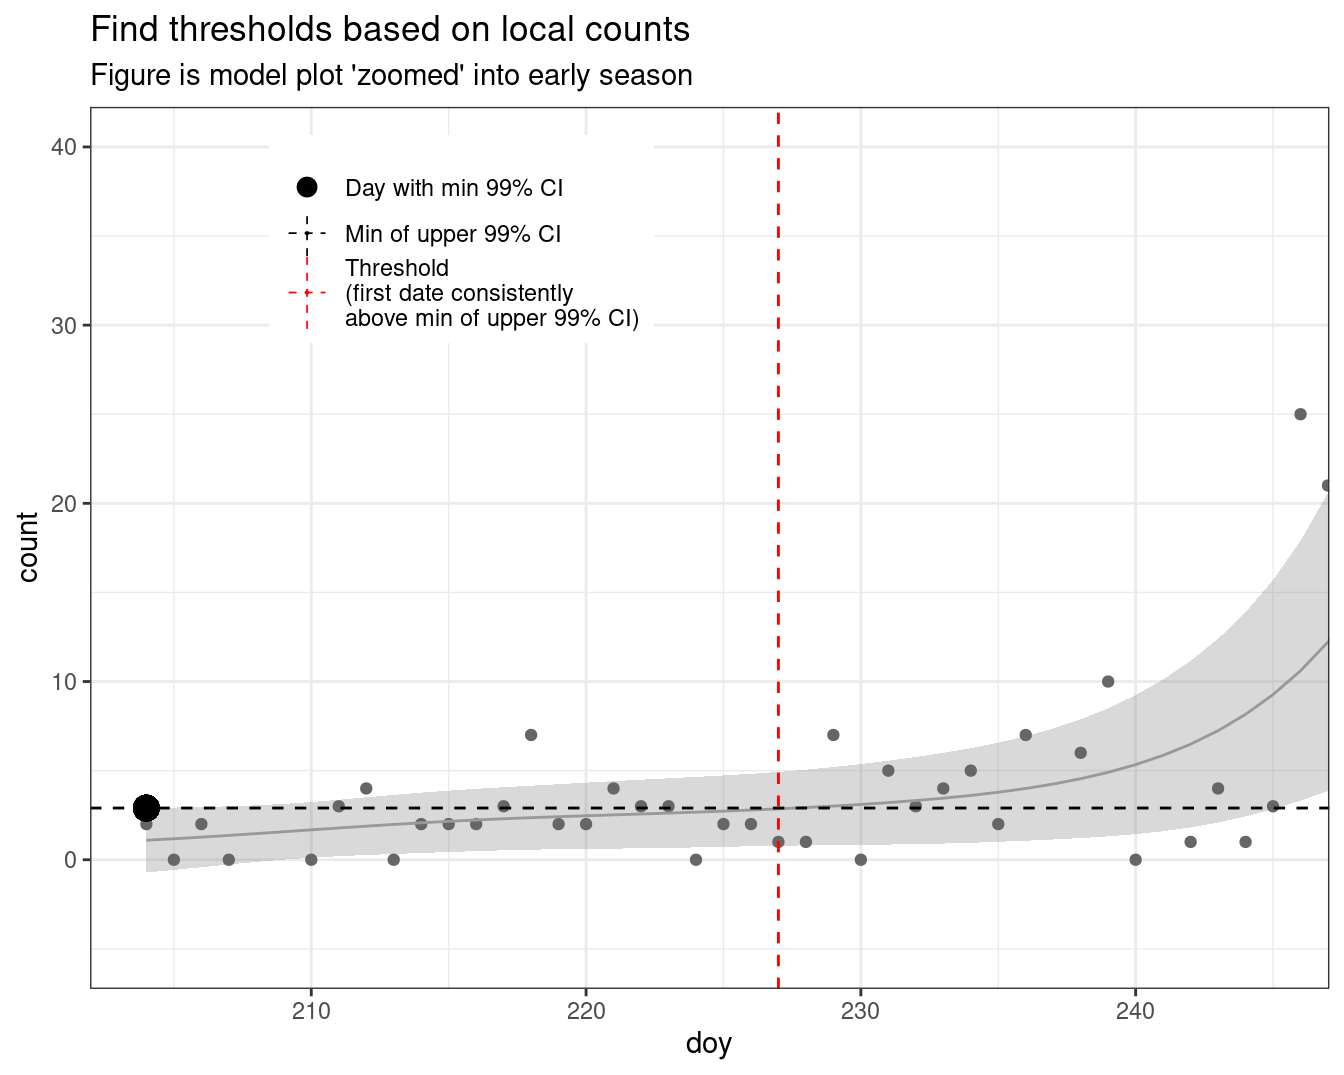 Find thresholds based on local counts
Figure is model plot 'zoomed' into early season
40
30
20
10
0
count
Day with min 99% CI
Min of upper 99% CI
Threshold
(first date consistently
above min of upper 99% CI)
210
220
230
240
doy